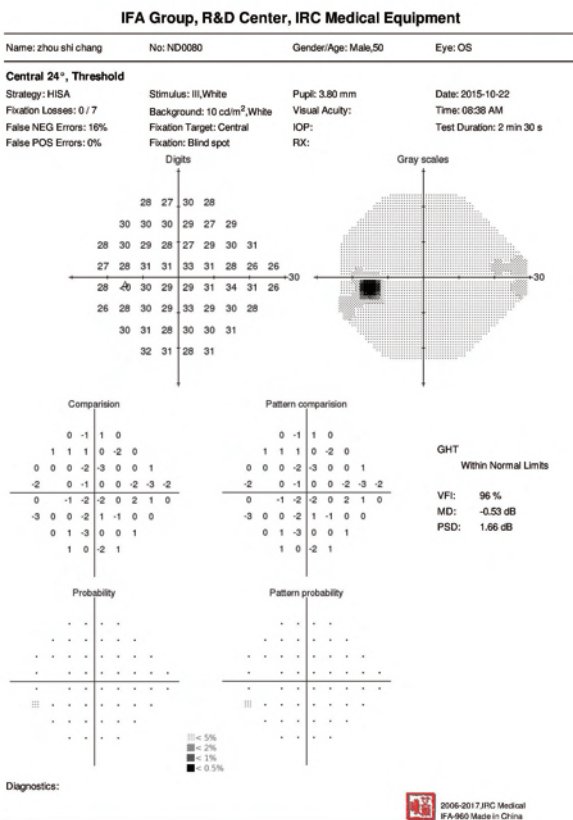 IFA Group, R&D Center, IRC Medical Equipment
Name: zhou shi chang No: ND0080 Gender/Age: Male,50 Eye: OS
Central 24°, Threshold
Strategy: HISA Stimulus: III,White Pupil: 3.80 mm Date: 2015-10-22
Fixation Losses: 0 / 7 Background: 10 cd/m²,White Visual Acuity: Time: 08:38 AM
False NEG Errors: 16% Fixation Target: Central IOP: Test Duration: 2 min 30 s
False POS Errors: 0% Fixation: Blind spot RX:
Digits Gray scales
28 27 30 28
30 30 30 29 27 29
28 30 29 28 27 29 30 31
27 28 31 31 33 31 28 26 26
30 30
28 <0 30 29 29 31 34 31 26
26 28 30 29 33 29 30 28
30 31 28 30 30 31
32 31 28 31
Comparision Pattern comparision
0 -1 1 0 0 -1 1 0
1 1 1 0 -2 0 1 1 1 0 -2 0
0 0 0 -2 -3 0 0 1 0 0 0 -2 -3 0 0 1
-2 0 -1 0 0 -2 -3 -2 -2 0 -1 0 0 -2 -3 -2
0 -1 -2 -2 0 2 1 0 0 -1 -2 -2 0 2 1 0
-3 0 0 -2 1 -1 0 0 -3 0 0 -2 1 -1 0 0
0 1 -3 0 0 1 0 1 -3 0 0 1
1 0 -2 1 1 0 -2 1
GHT
Within Normal Limits
VFI: 96 %
MD: -0.53 dB
PSD: 1.66 dB
Probability Pattern probability
< 5%
< 2%
< 1%
< 0.5%
Diagnostics:
2006-2017,IRC Medical
IFA-960 Made in China